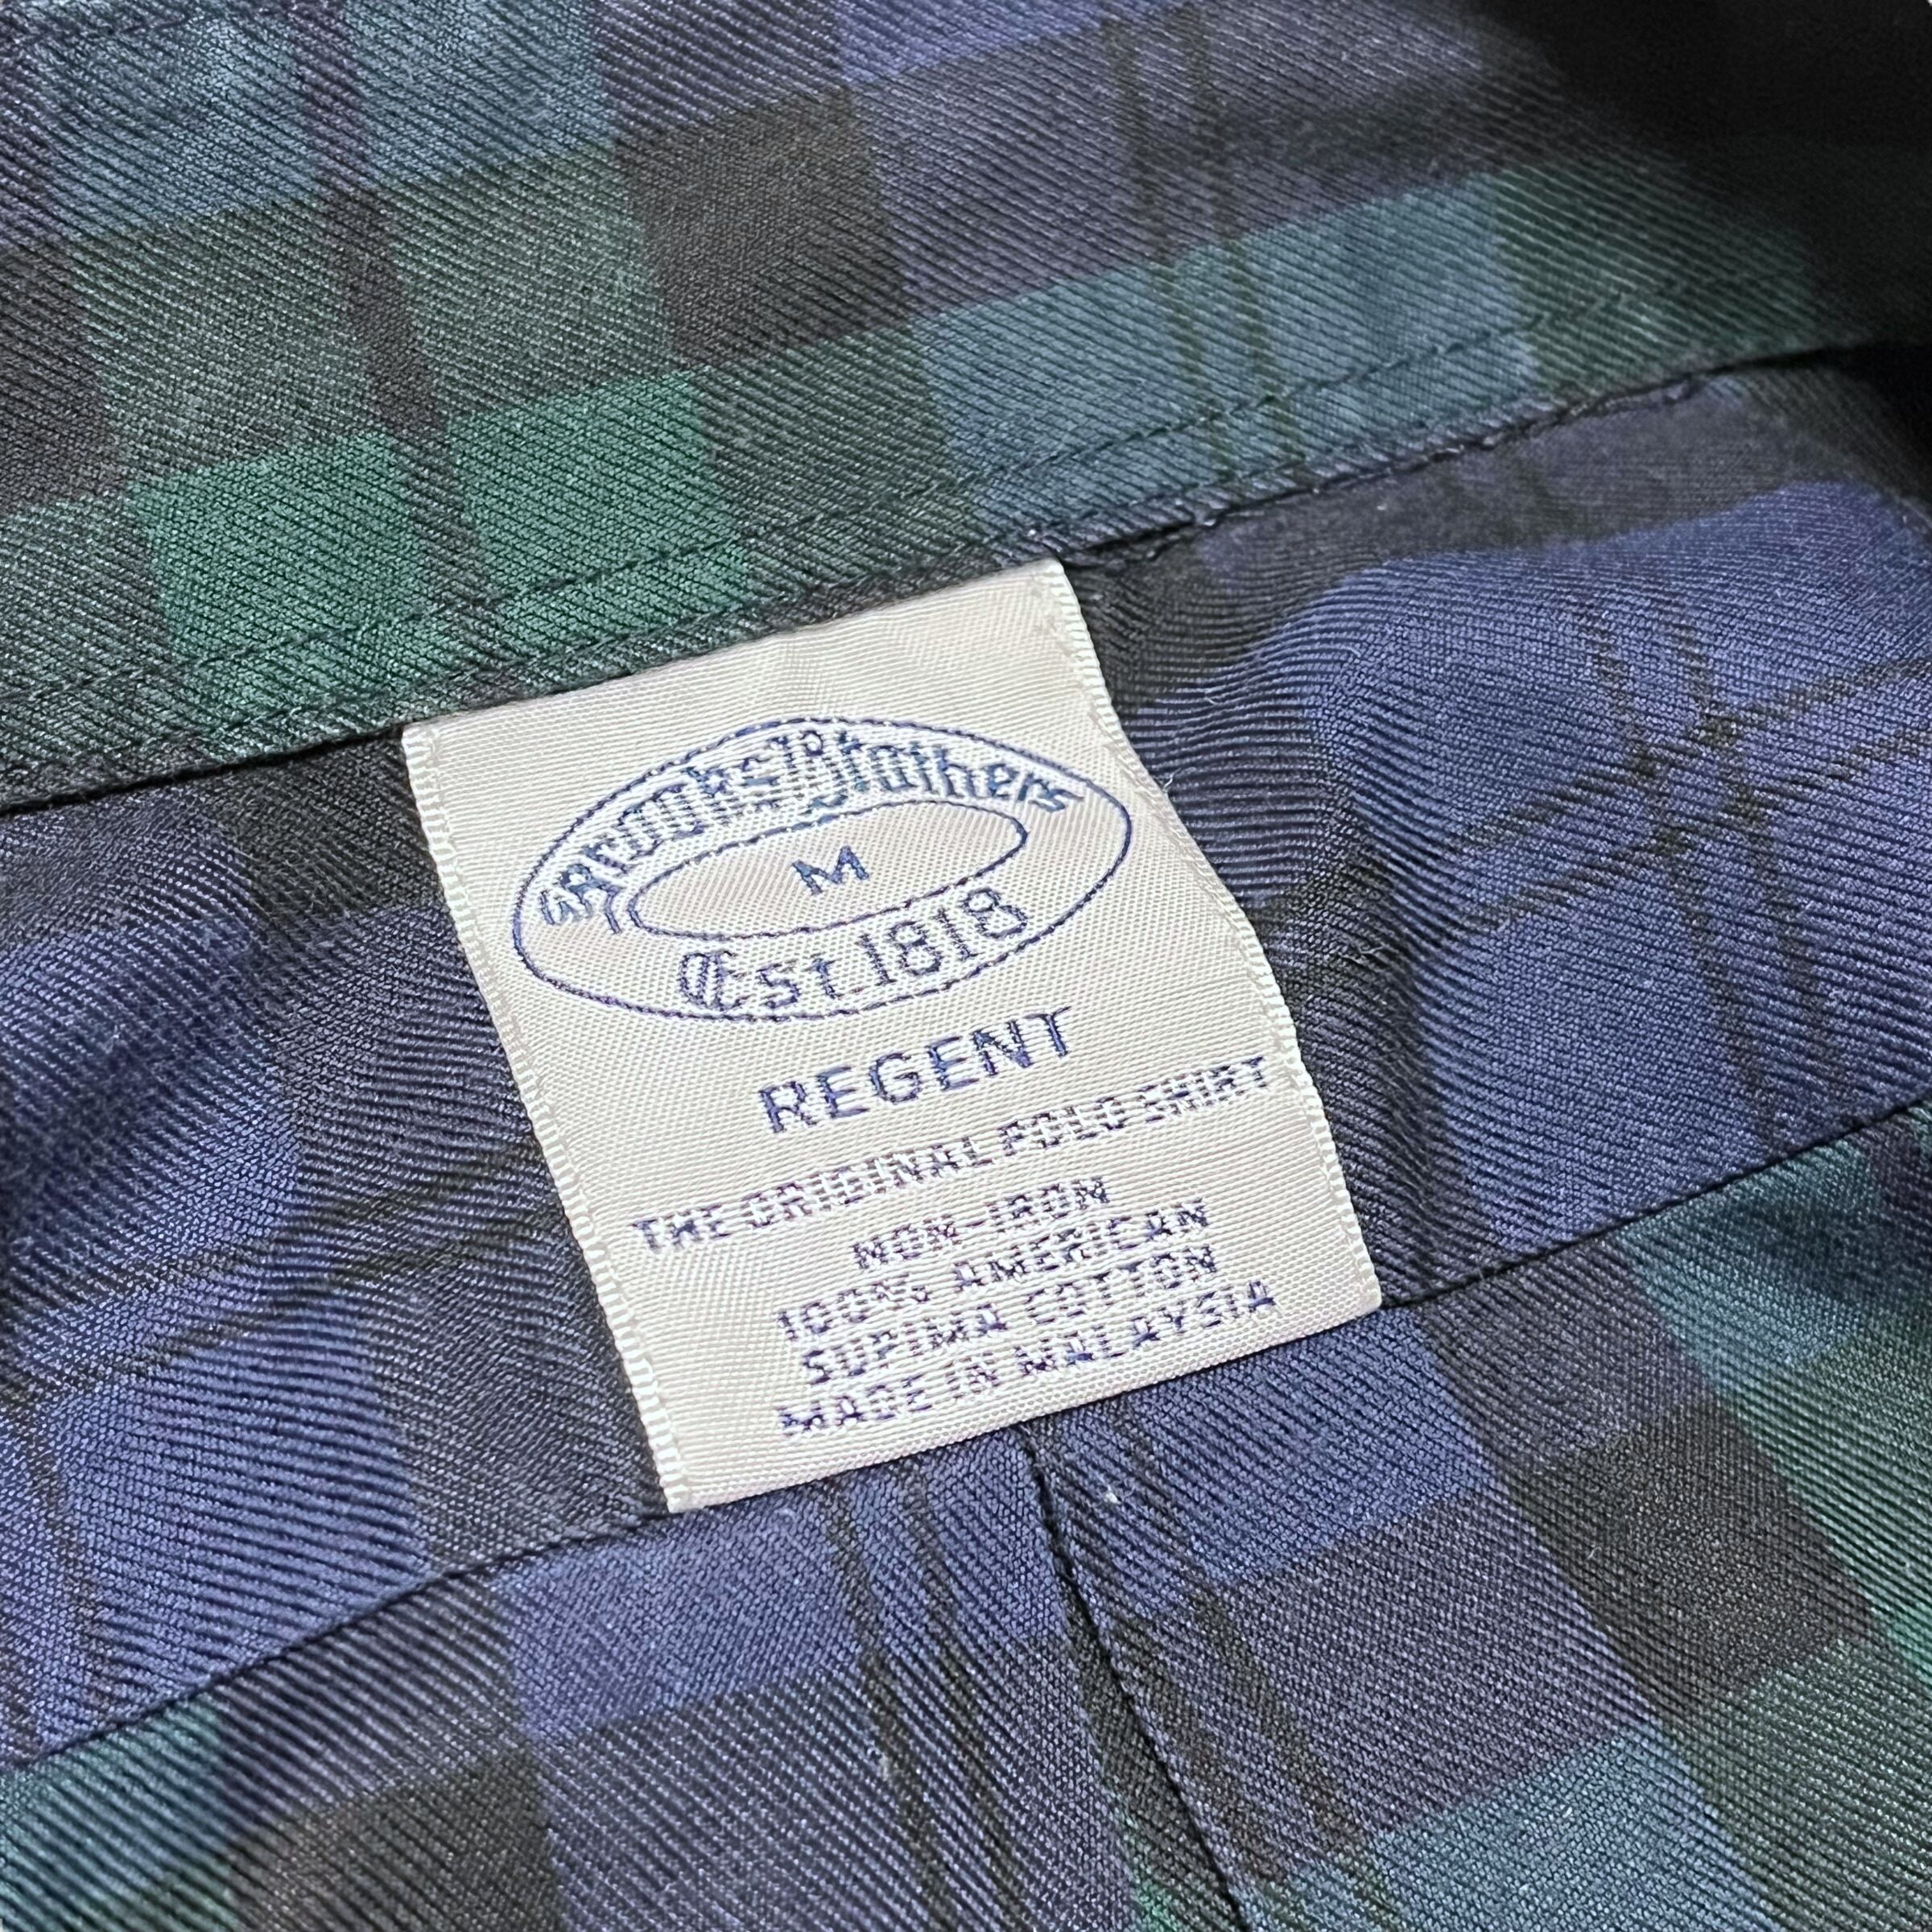 Brooks Brothers
M
Est. 1818
REGENT
THE ORIGINAL POLO SHIRT
NON-IRON
100% AMERICAN
SUPIMA COTTON
MADE IN MALAYSIA